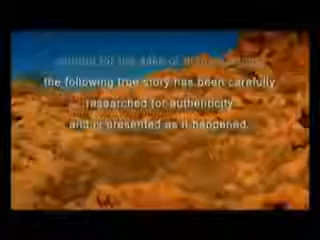 for the sake of
the following true story has been carefully
researched for authenticity
and is presented as it happened.